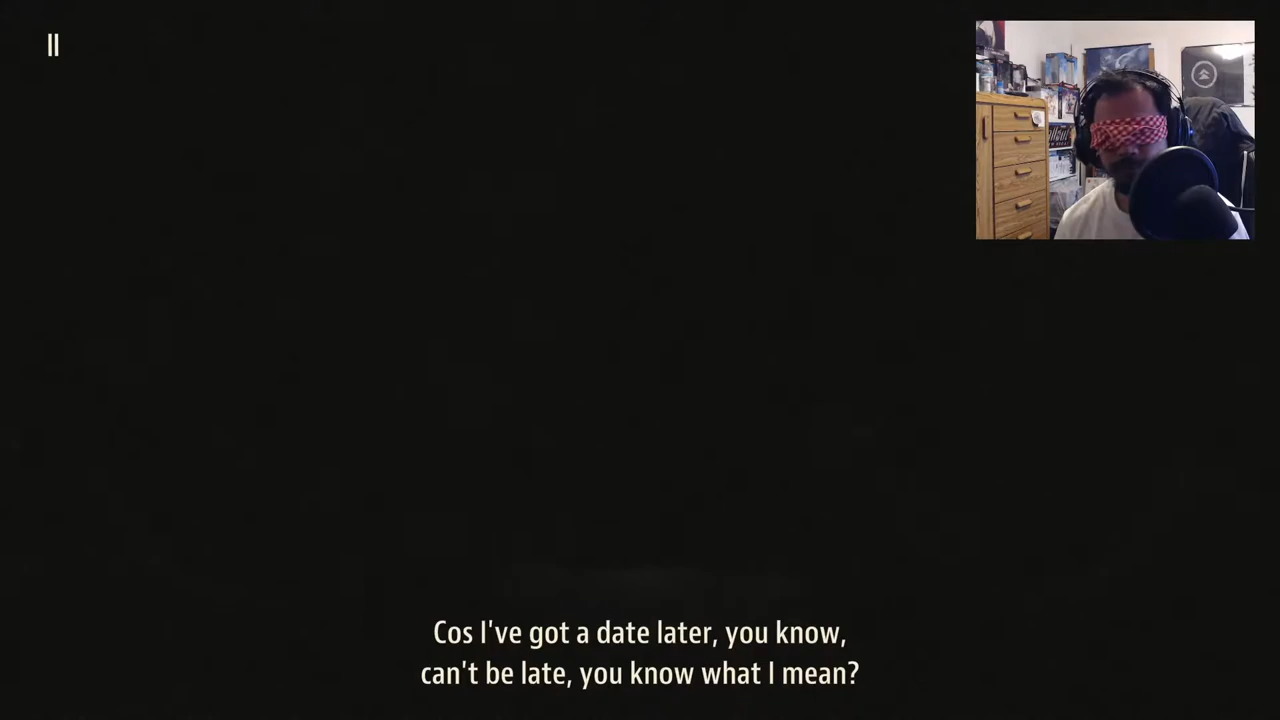 Cos I've got a date later, you know,
can't be late, you know what I mean?